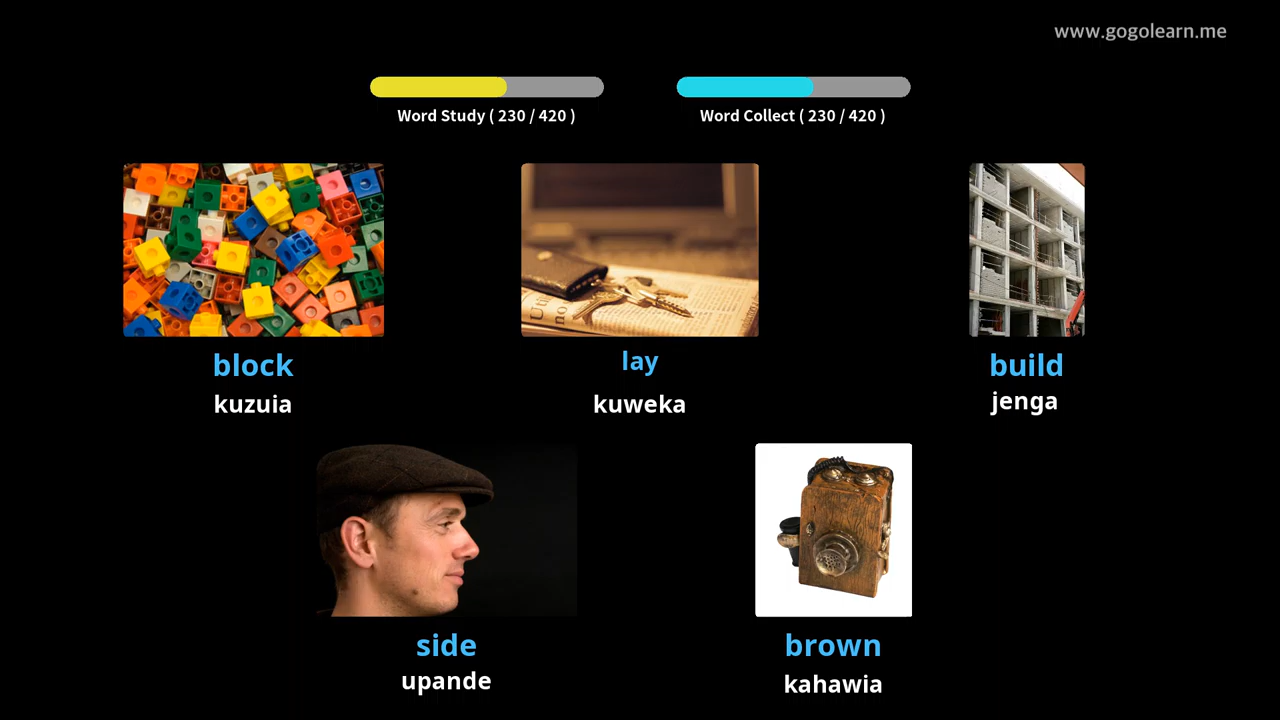 www.gogolearn.me
Word Study ( 230 / 420 )
Word Collect ( 230 / 420 )
block
kuzuia
lay
kuweka
build
jenga
side
upande
brown
kahawia